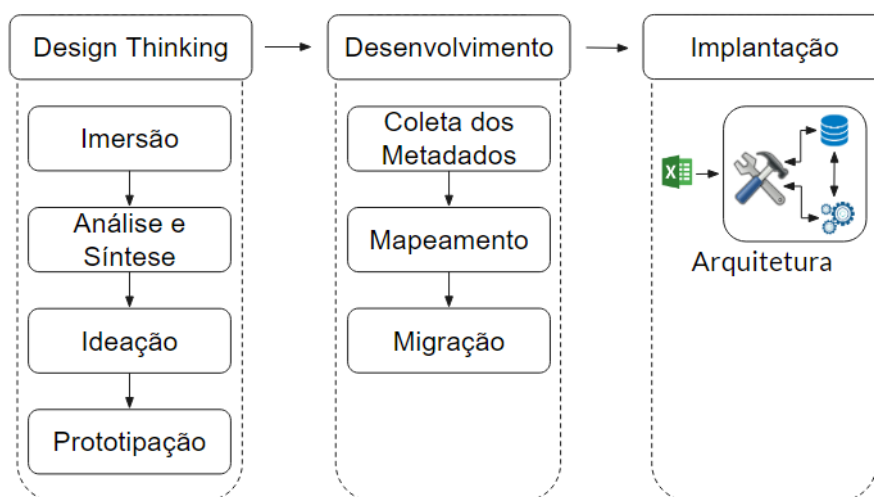 Design Thinking
Desenvolvimento
Implantação
Imersão
Análise e
Síntese
Ideação
Prototipação
Coleta dos
Metadados
Mapeamento
Migração
X
Arquitetura